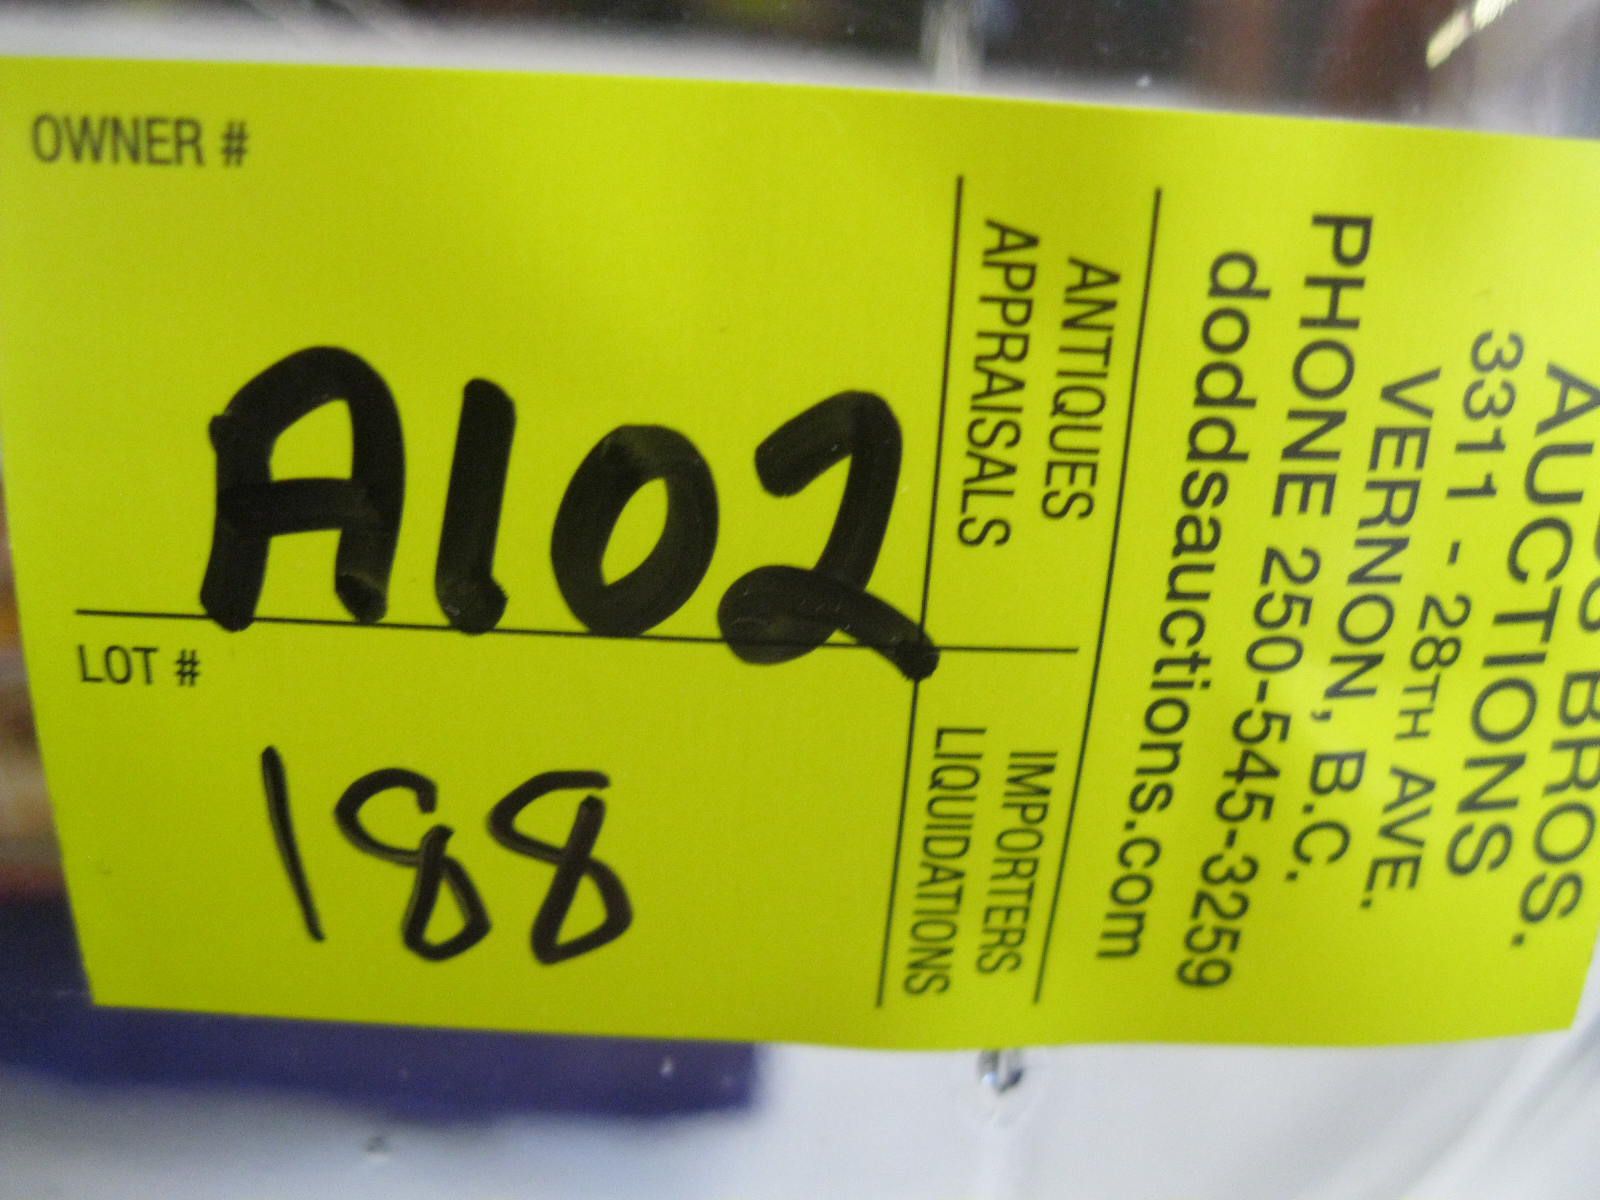 OWNER #
A102
LOT #
188
BROS.
AUCTIONS
3311 - 28TH AVE.
VERNON, B.C.
PHONE 250-545-3259
doddsauctions.com
ANTIQUES
APPRAISALS
IMPORTERS
LIQUIDATIONS